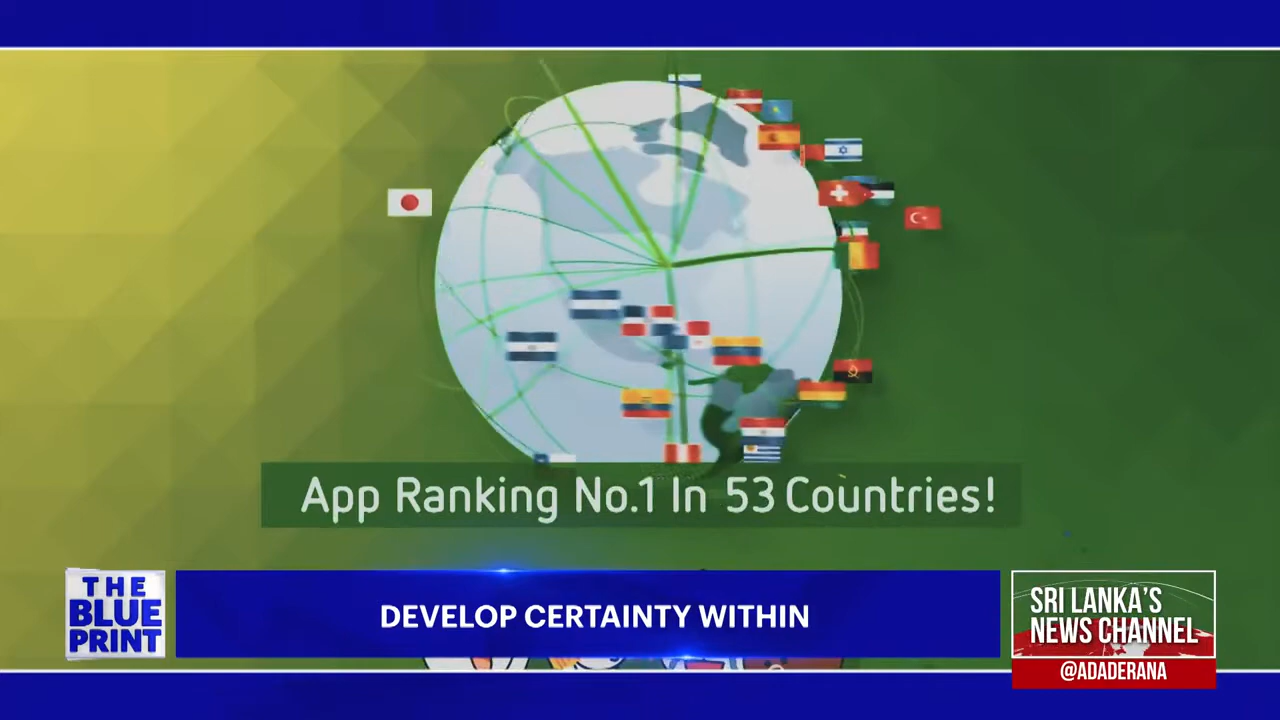 App Ranking No.1 In 53 Countries!
THE
BLUE
PRINT
DEVELOP CERTAINTY WITHIN
SRI LANKA'S
NEWS CHANNEL
@ADADERANA